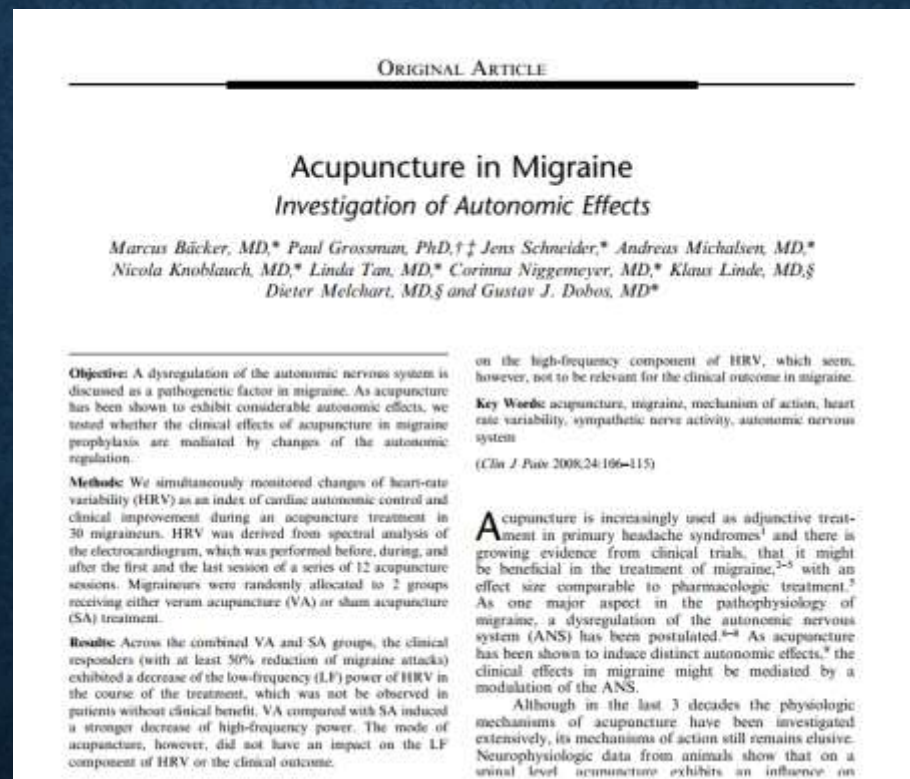 ORIGINAL ARTICLE
Acupuncture in Migraine
Investigation of Autonomic Effects
Marcus Bäcker, MD,* Paul Grossman, PhD,†‡ Jens Schneider,* Andreas Michalsen, MD,*
Nicola Knoblauch, MD,* Linda Tan, MD,* Corinna Niggemeyer, MD,* Klaus Linde, MD,§
Dieter Melchart, MD,§ and Gustav J. Dobos, MD*
Objective: A dysregulation of the autonomic nervous system is
discussed as a pathogenetic factor in migraine. As acupuncture
has been shown to exhibit considerable autonomic effects, we
tested whether the clinical effects of acupuncture in migraine
prophylaxis are mediated by changes of the autonomic
regulation.
Methods: We simultaneously monitored changes of heart-rate
variability (HRV) as an index of cardiac autonomic control and
clinical improvement during an acupuncture treatment in
30 migraineurs. HRV was derived from spectral analysis of
the electrocardiogram, which was performed before, during, and
after the first and the last session of a series of 12 acupuncture
sessions. Migraineurs were randomly allocated to 2 groups
receiving either verum acupuncture (VA) or sham acupuncture
(SA) treatment.
Results: Across the combined VA and SA groups, the clinical
responders (with at least 50% reduction of migraine attacks)
exhibited a decrease of the low-frequency (LF) power of HRV in
the course of the treatment, which was not be observed in
patients without clinical benefit. VA compared with SA induced
a stronger decrease of high-frequency power. The mode of
acupuncture, however, did not have an impact on the LF
component of HRV or the clinical outcome.
on the high-frequency component of HRV, which seem,
however, not to be relevant for the clinical outcome in migraine.
Key Words: acupuncture, migraine, mechanism of action, heart
rate variability, sympathetic nerve activity, autonomic nervous
system
(Clin J Pain 2008;24:106–115)
Acupuncture is increasingly used as adjunctive treat-
ment in primary headache syndromes1 and there is
growing evidence from clinical trials, that it might
be beneficial in the treatment of migraine,2–5 with an
effect size comparable to pharmacologic treatment.5
As one major aspect in the pathophysiology of
migraine, a dysregulation of the autonomic nervous
system (ANS) has been postulated.6–8 As acupuncture
has been shown to induce distinct autonomic effects,9 the
clinical effects in migraine might be mediated by a
modulation of the ANS.
Although in the last 3 decades the physiologic
mechanisms of acupuncture have been investigated
extensively, its mechanisms of action still remains elusive.
Neurophysiologic data from animals show that on a
spinal level, acupuncture exhibits an influence on